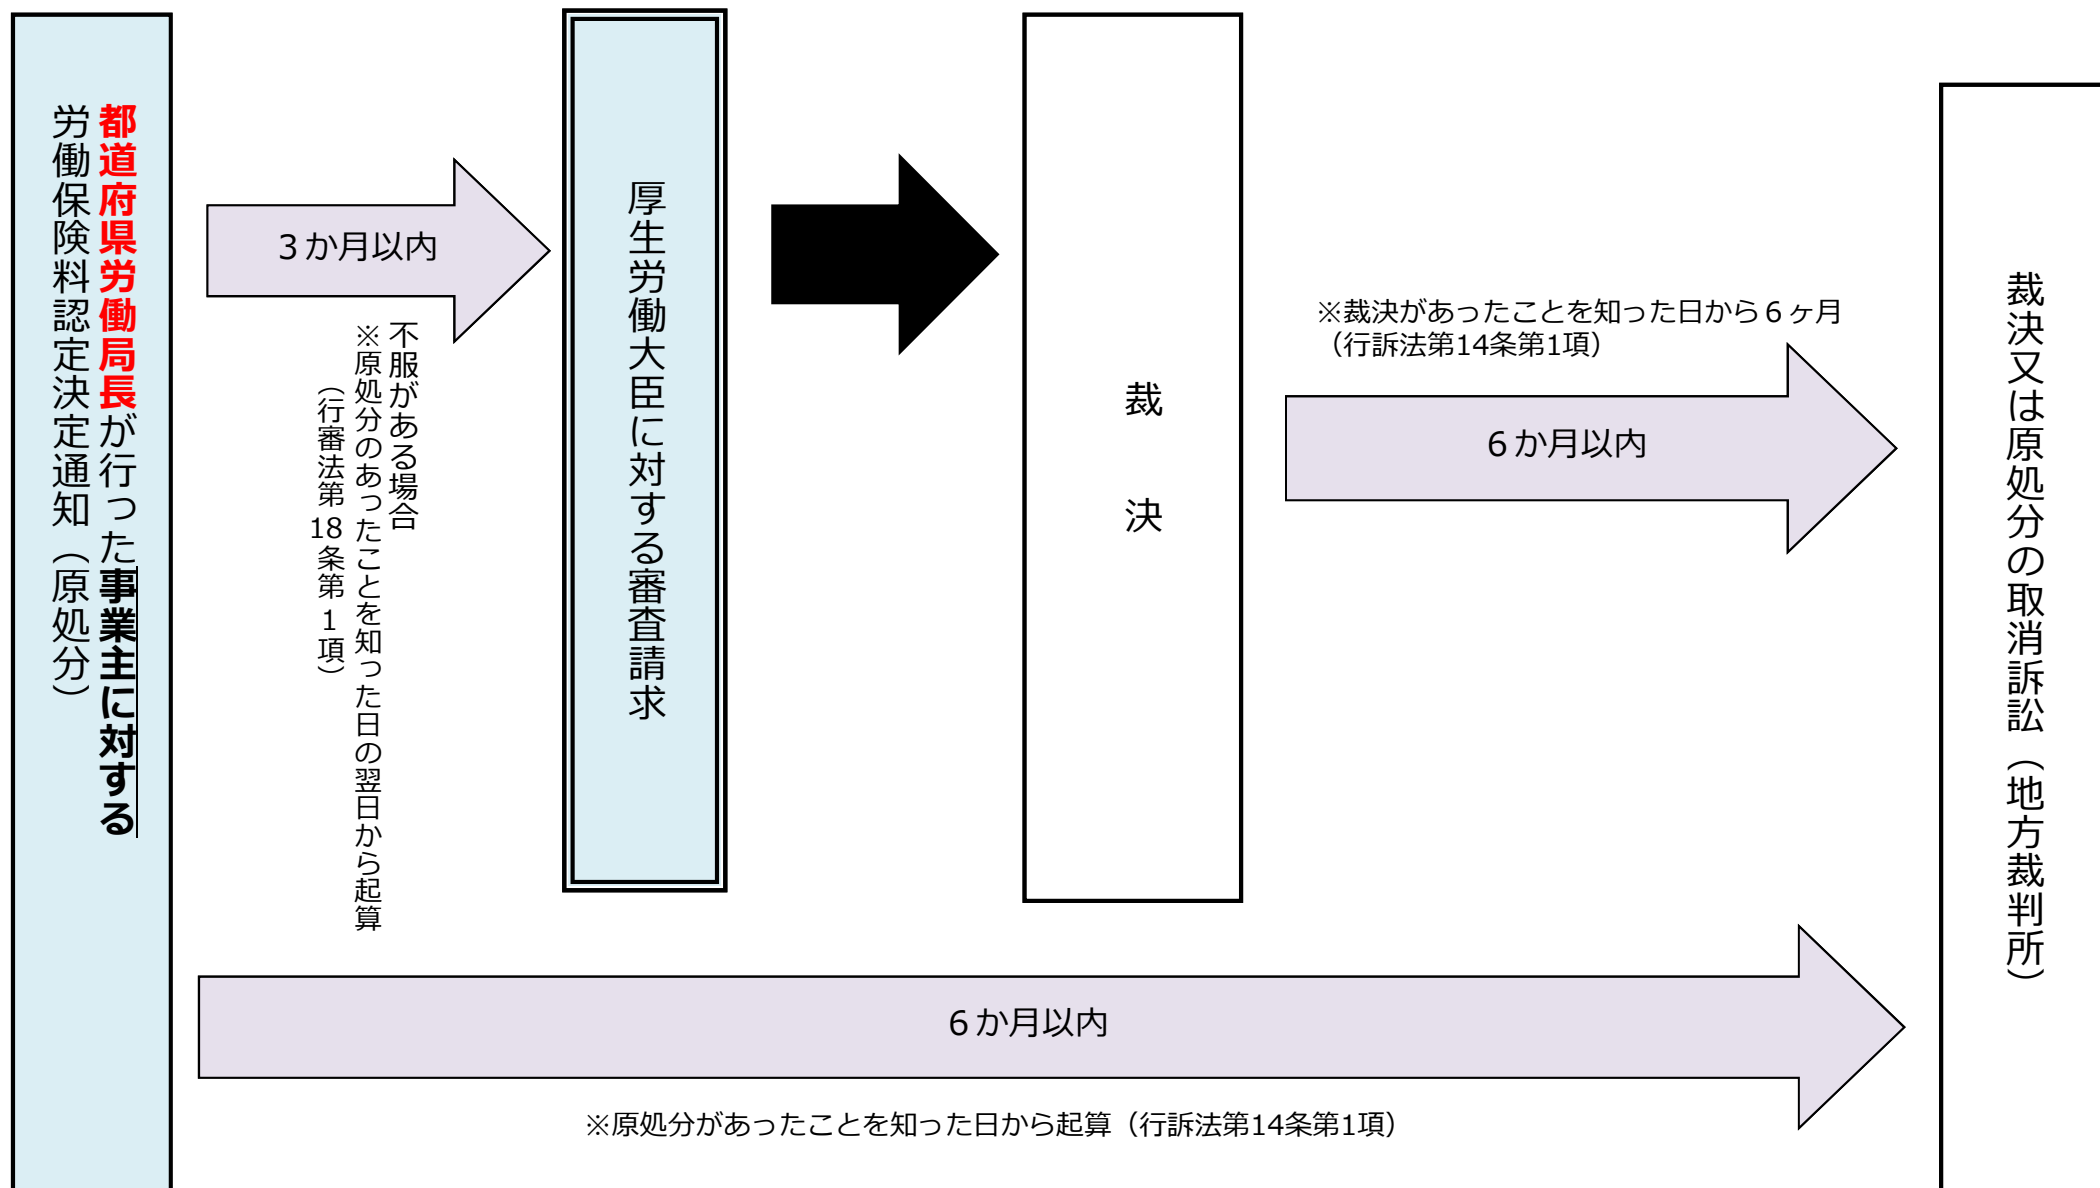 都道府県労働局長が行った事業主に対する
労働保険料認定決定通知（原処分）
３か月以内
不服がある場合
※原処分のあったことを知った日の翌日から起算
（行審法第18条第1項）
厚生労働大臣に対する審査請求
裁　決
※裁決があったことを知った日から６ヶ月
（行訴法第14条第1項）
６か月以内
裁決又は原処分の取消訴訟（地方裁判所）
６か月以内
※原処分があったことを知った日から起算（行訴法第14条第1項）